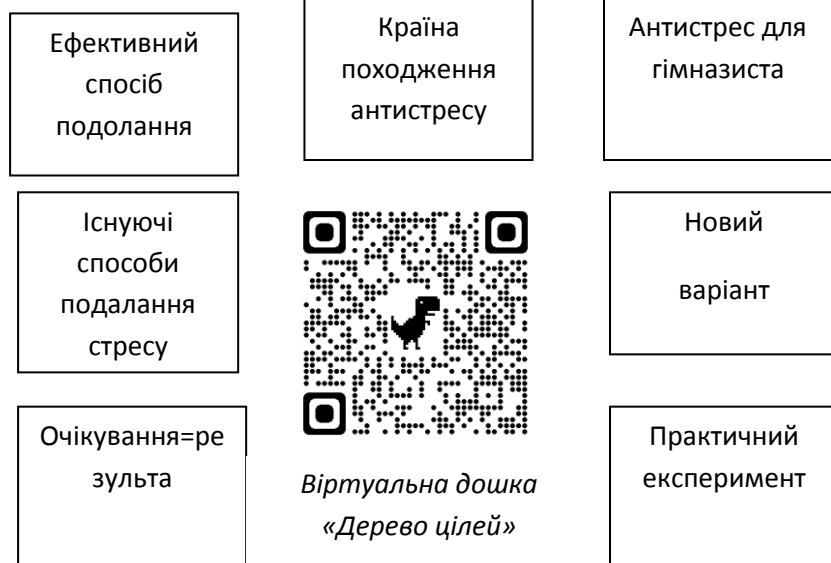 Ефективний
спосіб
подолання
Країна
походження
антистресу
Антистрес для
гімназиста
Існуючі
способи
подалання
стресу
Новий
варіант
Очікування=ре
зульта
Віртуальна дошка
«Дерево цілей»
Практичний
експеримент